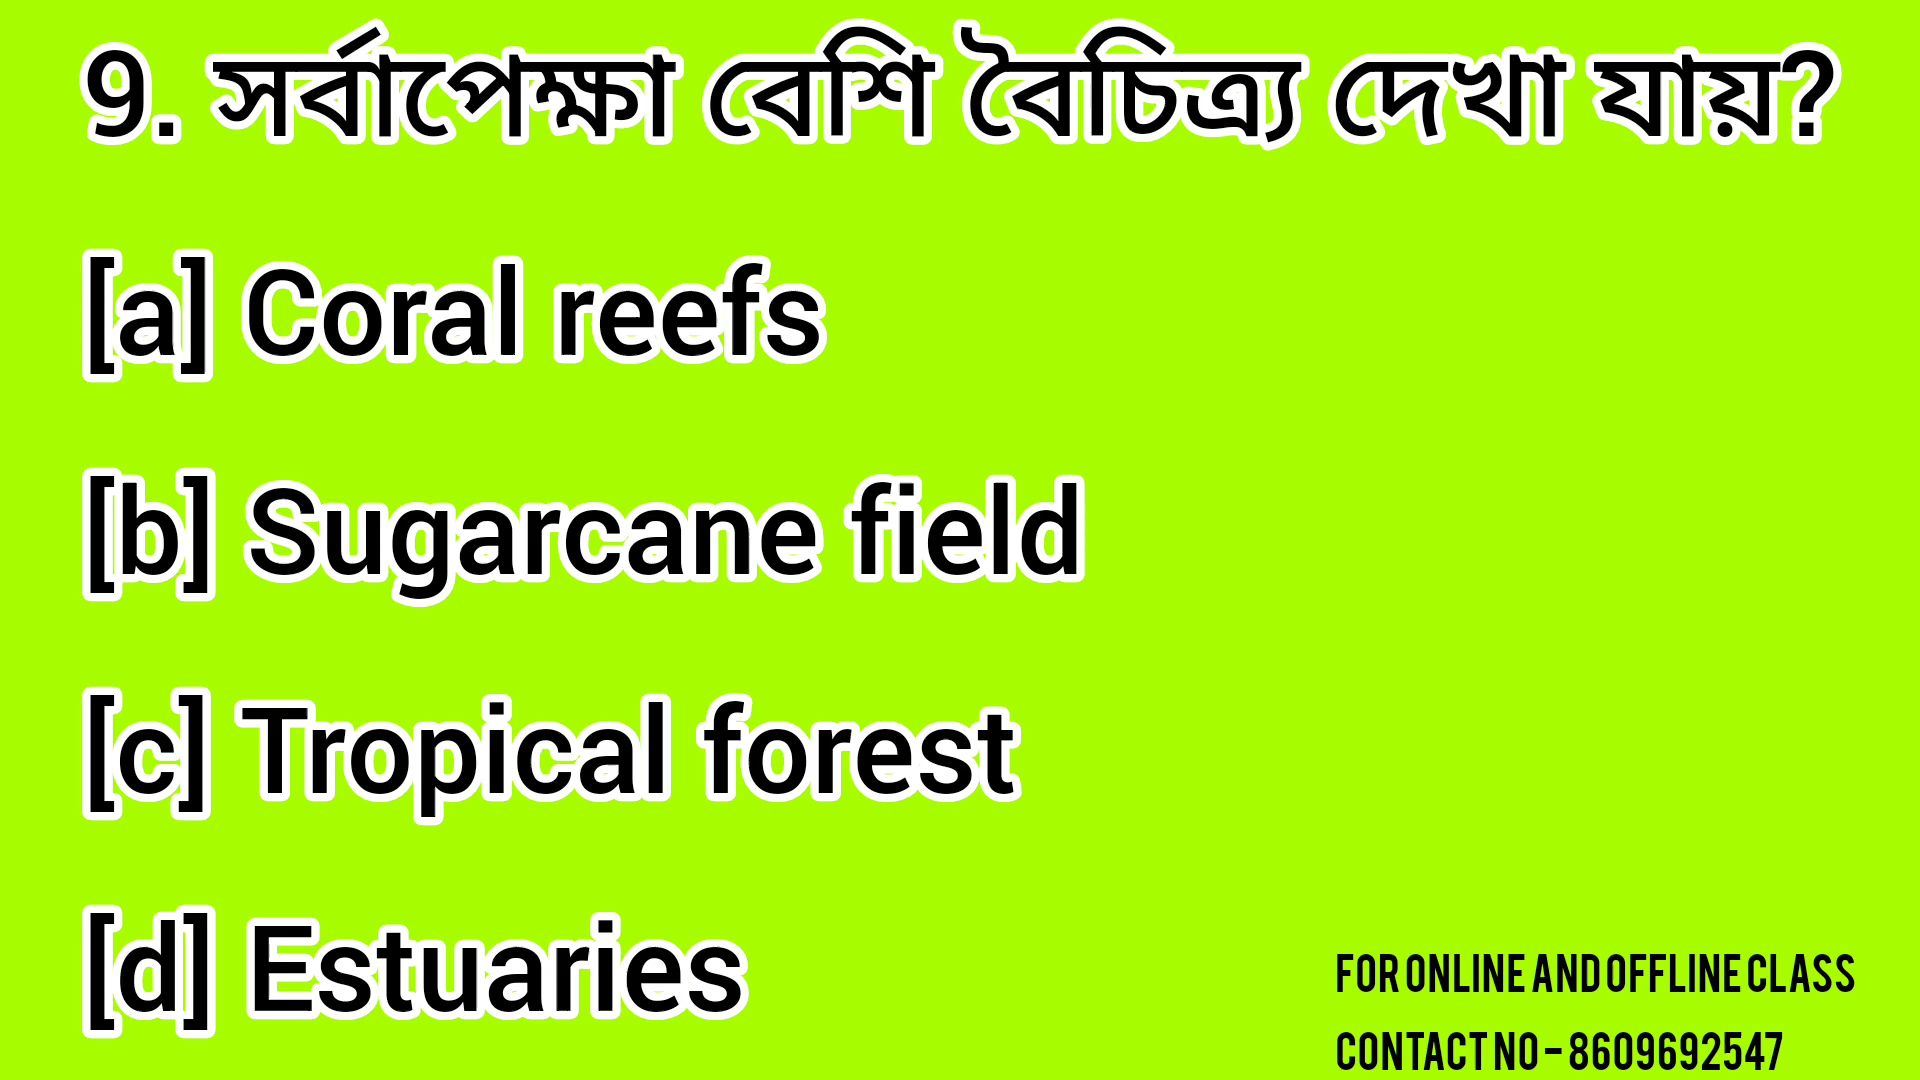 9. সর্বাপেক্ষা বেশি বৈচিত্র্য দেখা যায়?
[a] Coral reefs
[b] Sugarcane field
[c] Tropical forest
[d] Estuaries
FOR ONLINE AND OFFLINE CLASS
CONTACT NO - 8609692547